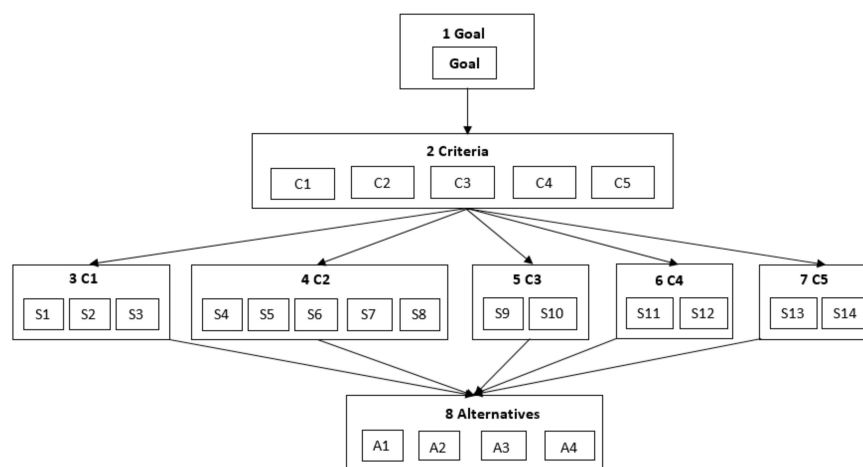 1 Goal
Goal
2 Criteria
C1 C2 C3 C4 C5
3 C1
S1 S2 S3
4 C2
S4 S5 S6 S7 S8
5 C3
S9 S10
6 C4
S11 S12
7 C5
S13 S14
8 Alternatives
A1 A2 A3 A4